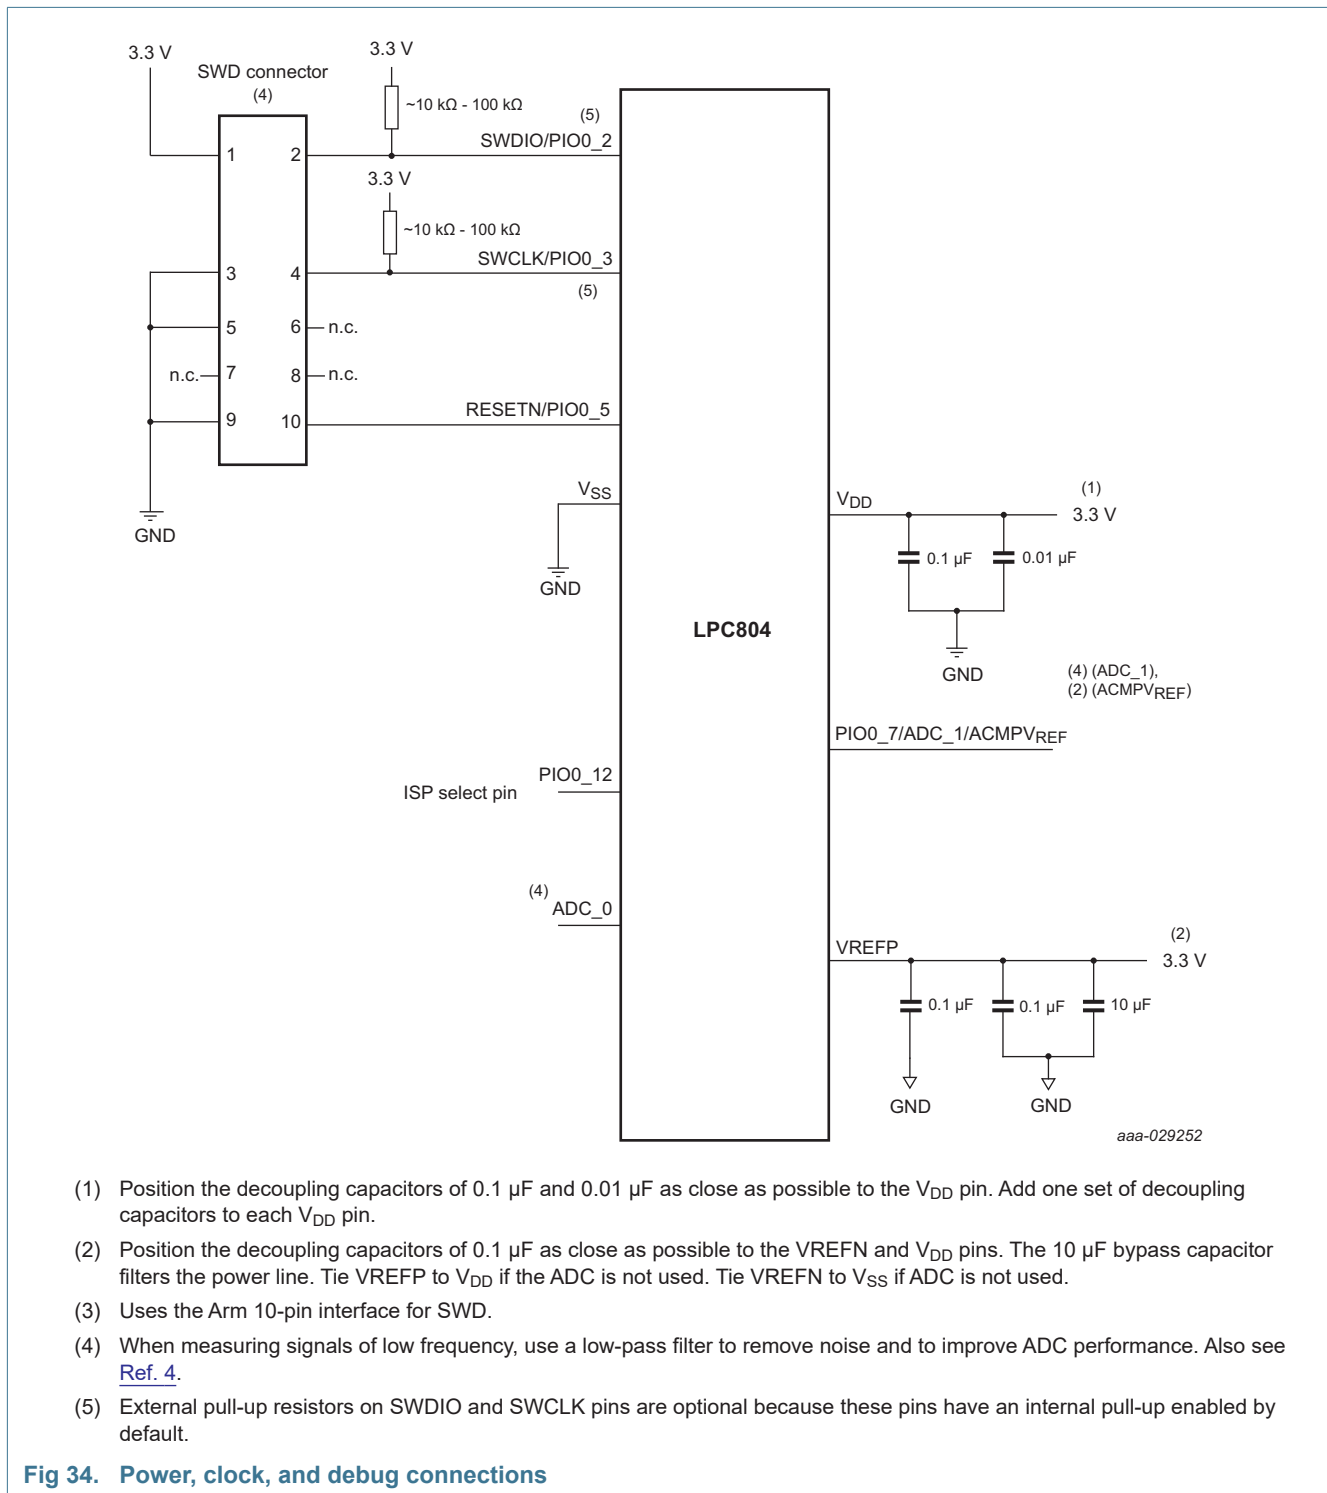 3.3 V
3.3 V
SWD connector
(4)
~10 kΩ - 100 kΩ
(5)
SWDIO/PIO0_2
1 2
3.3 V
~10 kΩ - 100 kΩ
SWCLK/PIO0_3
3 4
(5)
5 6 n.c.
n.c. 7 8 n.c.
RESETN/PIO0_5
9 10
GND
VSS
GND
VDD
(1)
3.3 V
0.1 µF
0.01 µF
GND
LPC804
(4) (ADC_1),
(2) (ACMPVREF)
PIO0_7/ADC_1/ACMPVREF
PIO0_12
ISP select pin
(4)
ADC_0
VREFP
(2)
3.3 V
0.1 µF
0.1 µF
10 µF
GND
GND
aaa-029252
(1) Position the decoupling capacitors of 0.1 µF and 0.01 µF as close as possible to the VDD pin. Add one set of decoupling
capacitors to each VDD pin.
(2) Position the decoupling capacitors of 0.1 µF as close as possible to the VREFN and VDD pins. The 10 µF bypass capacitor
filters the power line. Tie VREFP to VDD if the ADC is not used. Tie VREFN to VSS if ADC is not used.
(3) Uses the Arm 10-pin interface for SWD.
(4) When measuring signals of low frequency, use a low-pass filter to remove noise and to improve ADC performance. Also see
Ref. 4.
(5) External pull-up resistors on SWDIO and SWCLK pins are optional because these pins have an internal pull-up enabled by
default.
Fig 34. Power, clock, and debug connections